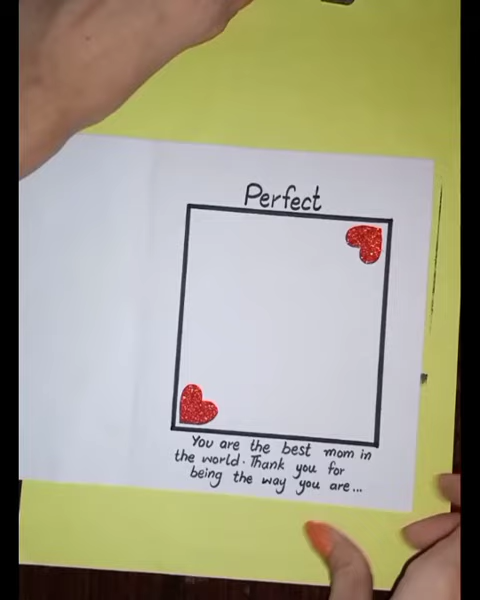 Perfect
You are the best mom in
the world. Thank you for
being the way you are...